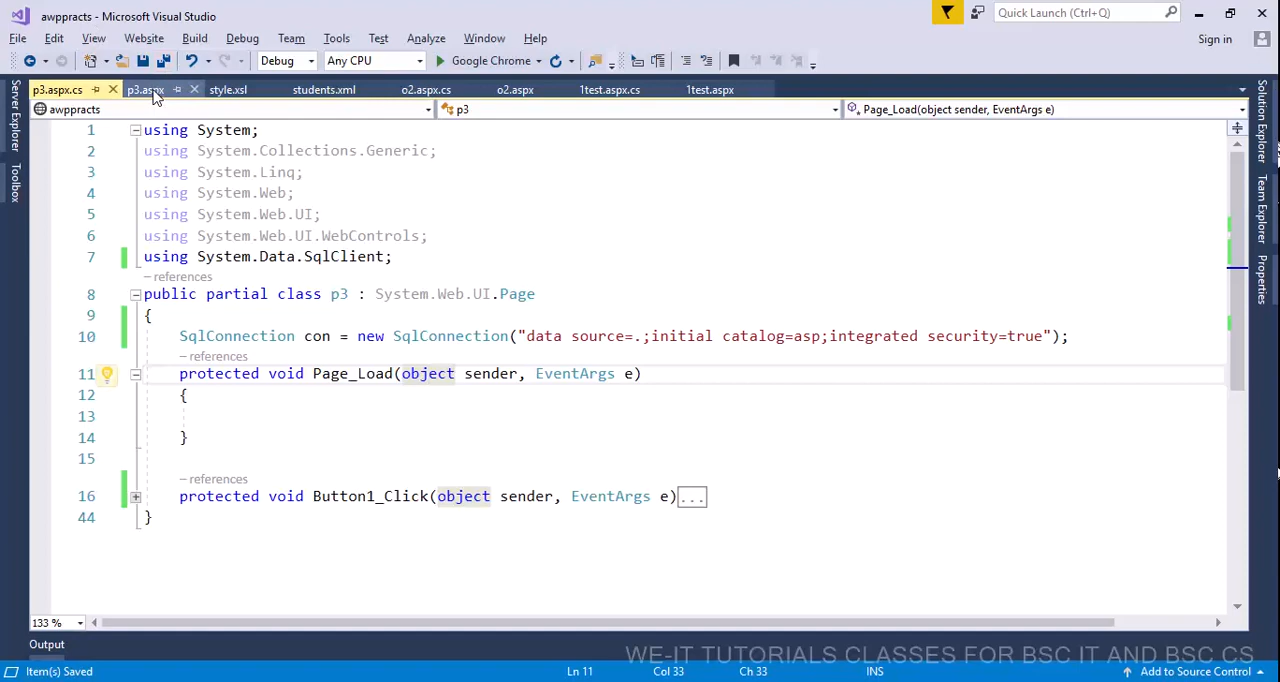 awppracts - Microsoft Visual Studio
Quick Launch (Ctrl+Q)
File Edit View Website Build Debug Team Tools Test Analyze Window Help
Sign in
Debug Any CPU Google Chrome
p3.aspx.cs p3.aspx style.xsl students.xml o2.aspx.cs o2.aspx 1test.aspx.cs 1test.aspx
awppracts p3 Page_Load(object sender, EventArgs e)
Server Explorer
Toolbox
Solution Explorer
Team Explorer
Properties
1 using System;
2 using System.Collections.Generic;
3 using System.Linq;
4 using System.Web;
5 using System.Web.UI;
6 using System.Web.UI.WebControls;
7 using System.Data.SqlClient;
– references
8 public partial class p3 : System.Web.UI.Page
9 {
10 SqlConnection con = new SqlConnection("data source=.;initial catalog=asp;integrated security=true");
– references
11 protected void Page_Load(object sender, EventArgs e)
12 {
13
14 }
15
– references
16 protected void Button1_Click(object sender, EventArgs e)...
44 }
133 %
Output
WE-IT TUTORIALS CLASSES FOR BSC IT AND BSC CS
Item(s) Saved Ln 11 Col 33 Ch 33 INS Add to Source Control